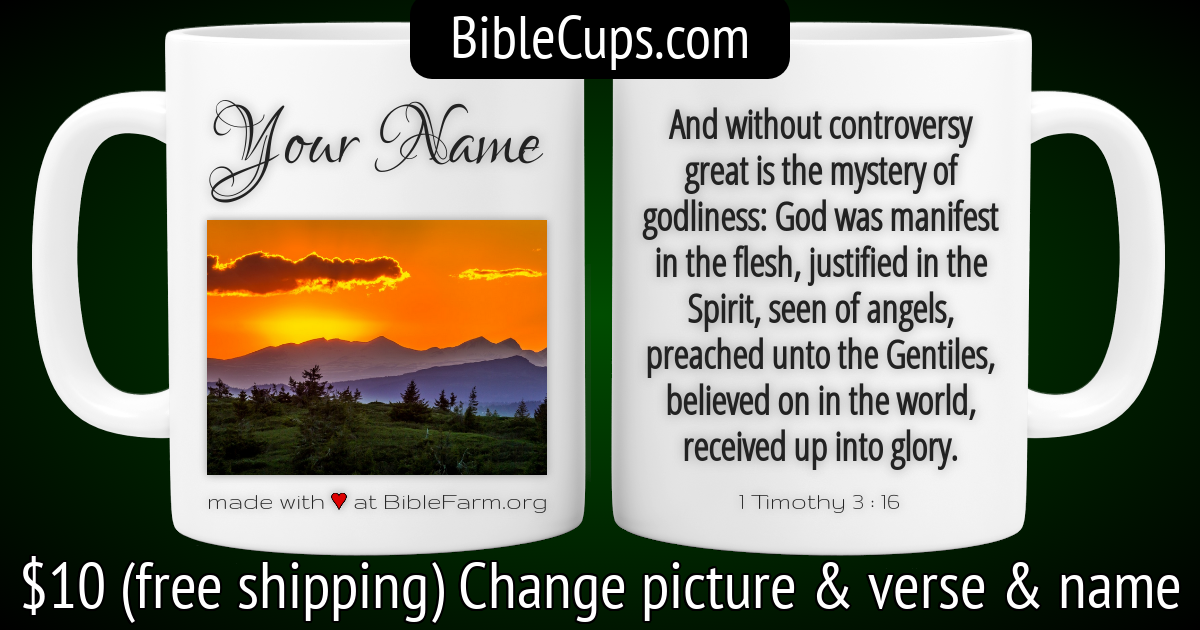 BibleCups.com
Your Name
made with ♥ at BibleFarm.org
And without controversy
great is the mystery of
godliness: God was manifest
in the flesh, justified in the
Spirit, seen of angels,
preached unto the Gentiles,
believed on in the world,
received up into glory.
1 Timothy 3 : 16
$10 (free shipping) Change picture & verse & name